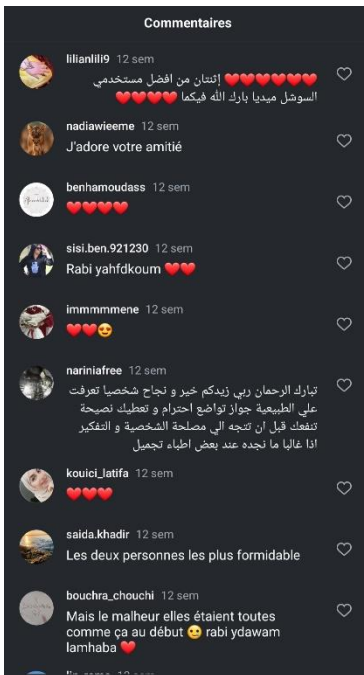 Commentaires
lilianlili9 12 sem
❤️❤️❤️❤️❤️❤️ إثنتان من افضل مستخدمي
السوشل ميديا بارك الله فيكما ❤️❤️❤️❤️
nadiawieeme 12 sem
J'adore votre amitié
benhamoudass 12 sem
❤️❤️❤️❤️
sisi.ben.921230 12 sem
Rabi yahfdkoum ❤️❤️
immmmmene 12 sem
❤️❤️😍
nariniafree 12 sem
تبارك الرحمان ربي زيدكم خير و نجاح شخصيا تعرفت
علي الطبيعية جواز تواضع احترام و تعطيك نصيحة
تنفعك قبل ان تتجه الي مصلحة الشخصية و التفكير
اذا غالبا ما نجده عند بعض اطباء تجميل
kouici_latifa 12 sem
❤️❤️❤️
saida.khadir 12 sem
Les deux personnes les plus formidable
bouchra_chouchi 12 sem
Mais le malheur elles étaient toutes
comme ça au début 😐 rabi ydawam
lamhaba ❤️